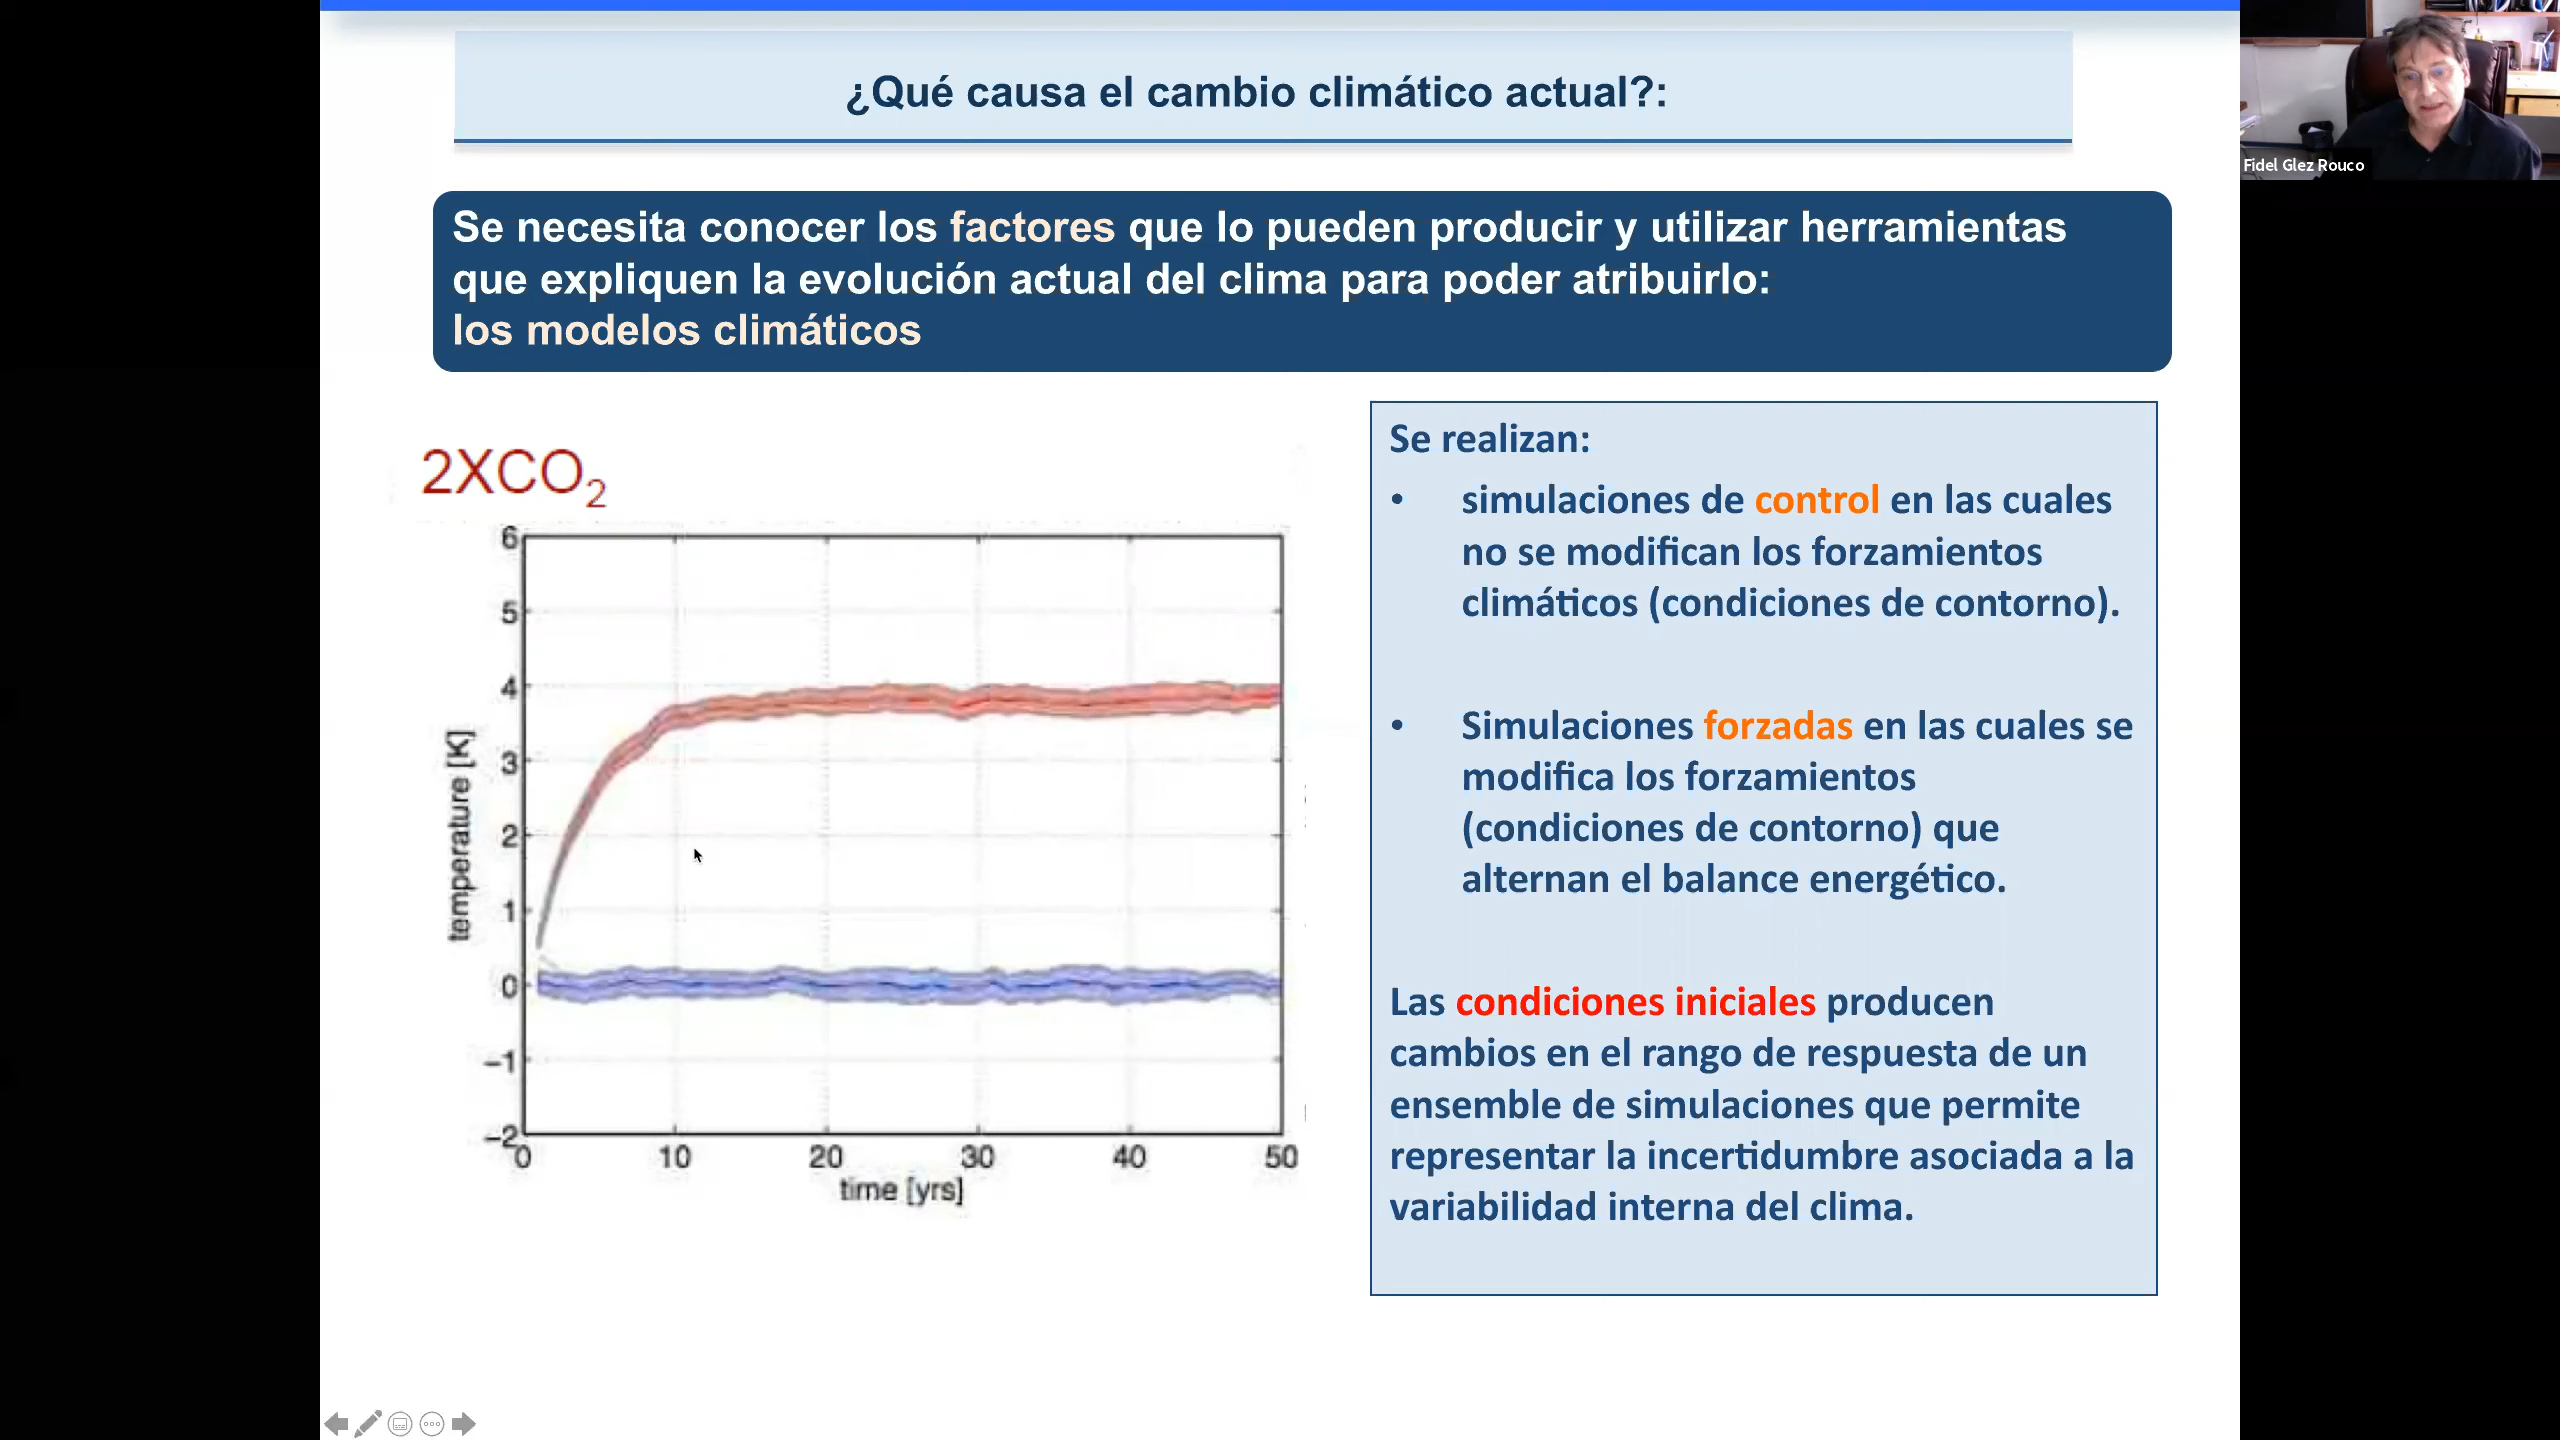 ¿Qué causa el cambio climático actual?:
Fidel Glez Rouco
Se necesita conocer los factores que lo pueden producir y utilizar herramientas
que expliquen la evolución actual del clima para poder atribuirlo:
los modelos climáticos
2XCO₂
6
5
4
3
2
1
0
−1
−2
temperature [K]
0 10 20 30 40 50
time [yrs]
Se realizan:
• simulaciones de control en las cuales
no se modifican los forzamientos
climáticos (condiciones de contorno).
• Simulaciones forzadas en las cuales se
modifica los forzamientos
(condiciones de contorno) que
alternan el balance energético.
Las condiciones iniciales producen
cambios en el rango de respuesta de un
ensemble de simulaciones que permite
representar la incertidumbre asociada a la
variabilidad interna del clima.